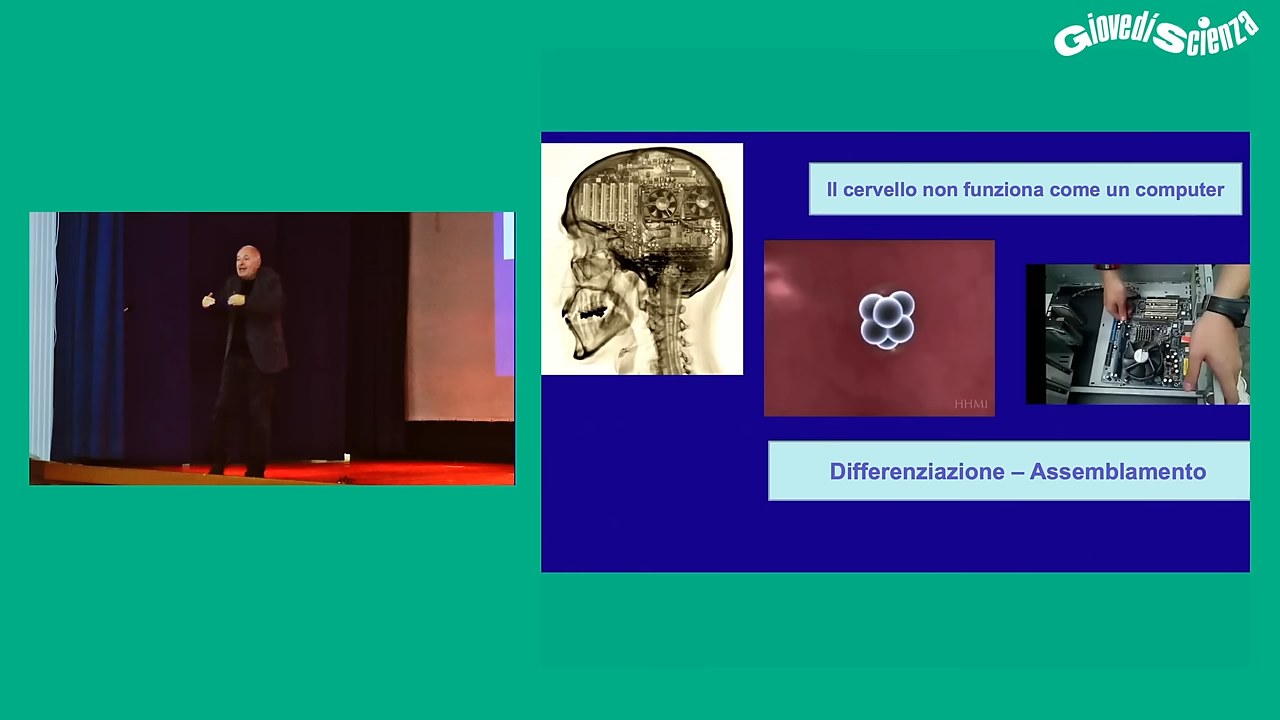 GiovedìScienza
Il cervello non funziona come un computer
HHMI
Differenziazione – Assemblamento